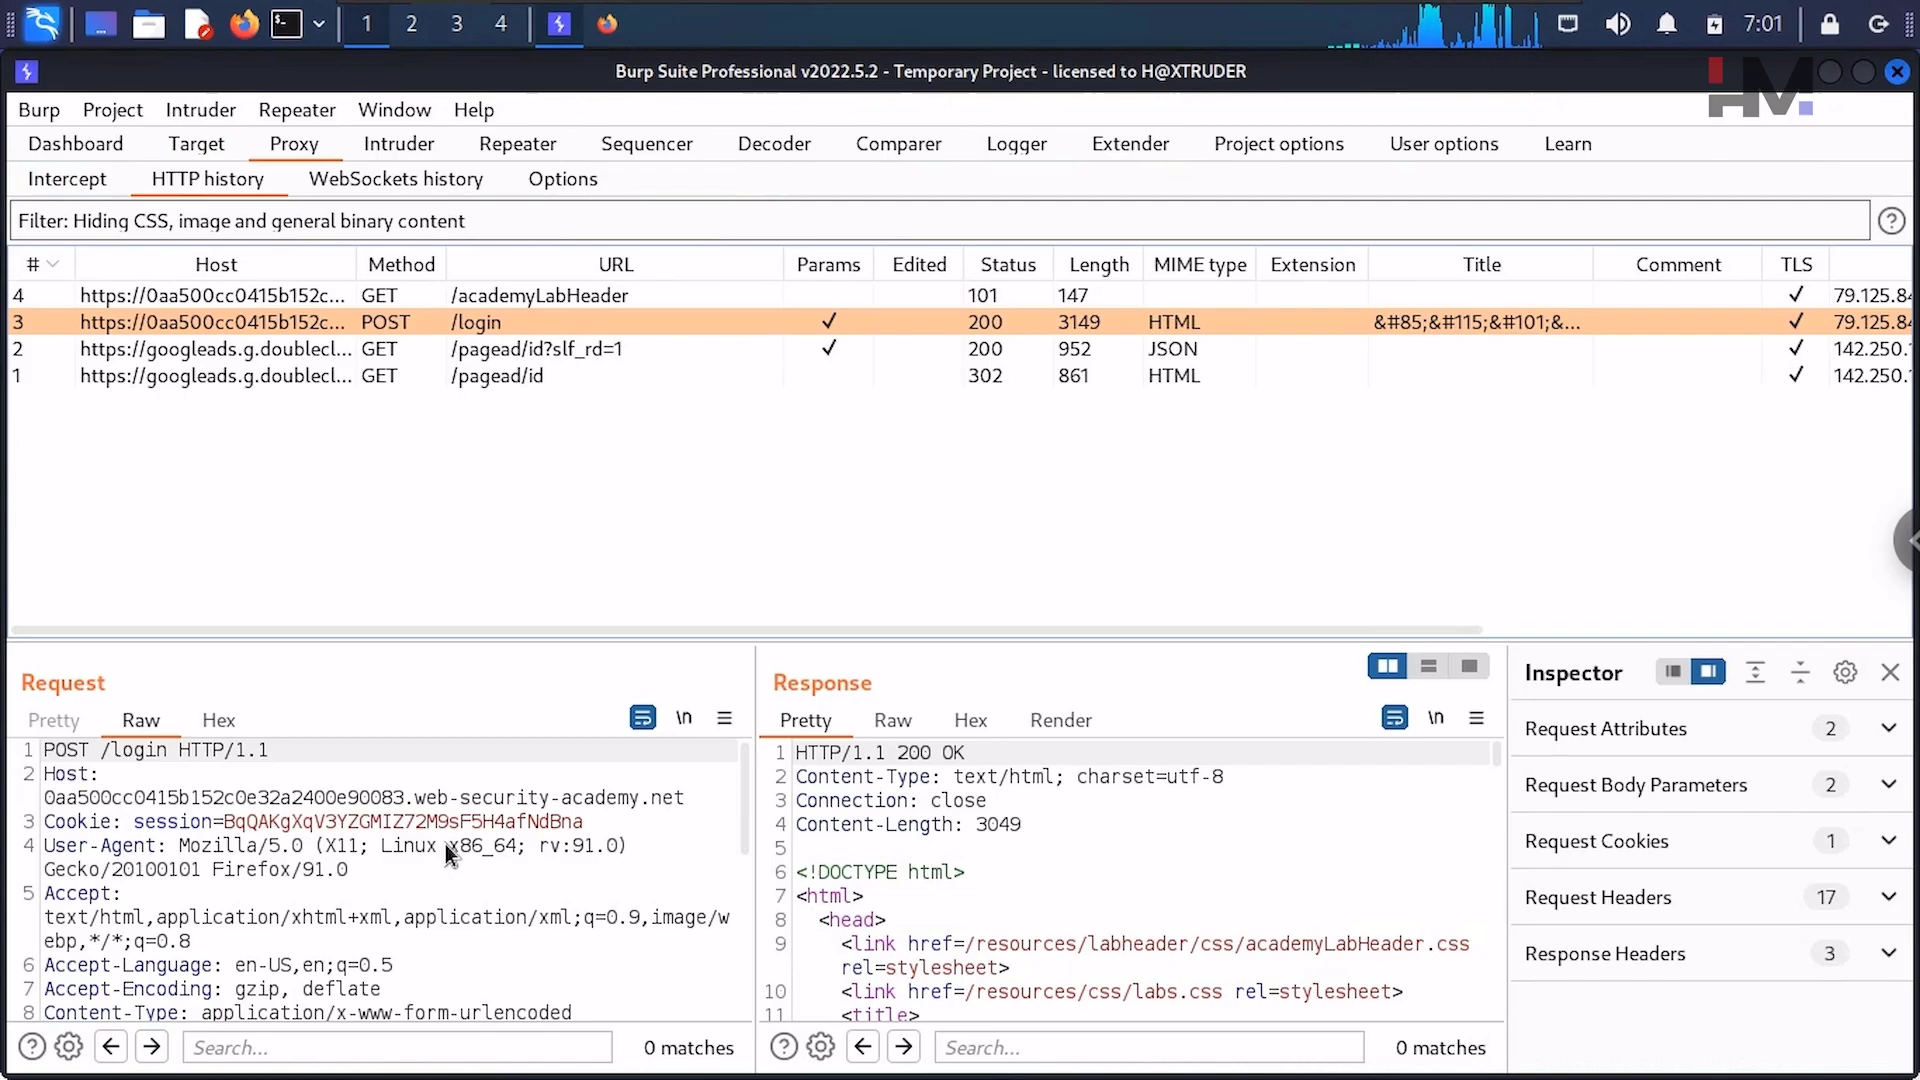 1 2 3 4 7:01
Burp Suite Professional v2022.5.2 - Temporary Project - licensed to H@XTRUDER
HM
Burp Project Intruder Repeater Window Help
Dashboard Target Proxy Intruder Repeater Sequencer Decoder Comparer Logger Extender Project options User options Learn
Intercept HTTP history WebSockets history Options
Filter: Hiding CSS, image and general binary content
# Host Method URL Params Edited Status Length MIME type Extension Title Comment TLS
4 https://0aa500cc0415b152c... GET /academyLabHeader 101 147 ✓ 79.125.84
3 https://0aa500cc0415b152c... POST /login ✓ 200 3149 HTML &#85;&#115;&#101;&... ✓ 79.125.84
2 https://googleads.g.doublecl... GET /pagead/id?slf_rd=1 ✓ 200 952 JSON ✓ 142.250.
1 https://googleads.g.doublecl... GET /pagead/id 302 861 HTML ✓ 142.250.
Request
Pretty Raw Hex \n
1 POST /login HTTP/1.1
2 Host:
0aa500cc0415b152c0e32a2400e90083.web-security-academy.net
3 Cookie: session=BqQAKgXqV3YZGMIZ72M9sF5H4afNdBna
4 User-Agent: Mozilla/5.0 (X11; Linux x86_64; rv:91.0)
Gecko/20100101 Firefox/91.0
5 Accept:
text/html,application/xhtml+xml,application/xml;q=0.9,image/w
ebp,*/*;q=0.8
6 Accept-Language: en-US,en;q=0.5
7 Accept-Encoding: gzip, deflate
8 Content-Type: application/x-www-form-urlencoded
Search... 0 matches
Response
Pretty Raw Hex Render \n
1 HTTP/1.1 200 OK
2 Content-Type: text/html; charset=utf-8
3 Connection: close
4 Content-Length: 3049
5
6 <!DOCTYPE html>
7 <html>
8 <head>
9 <link href=/resources/labheader/css/academyLabHeader.css
rel=stylesheet>
10 <link href=/resources/css/labs.css rel=stylesheet>
11 <title>
Search... 0 matches
Inspector
Request Attributes 2
Request Body Parameters 2
Request Cookies 1
Request Headers 17
Response Headers 3